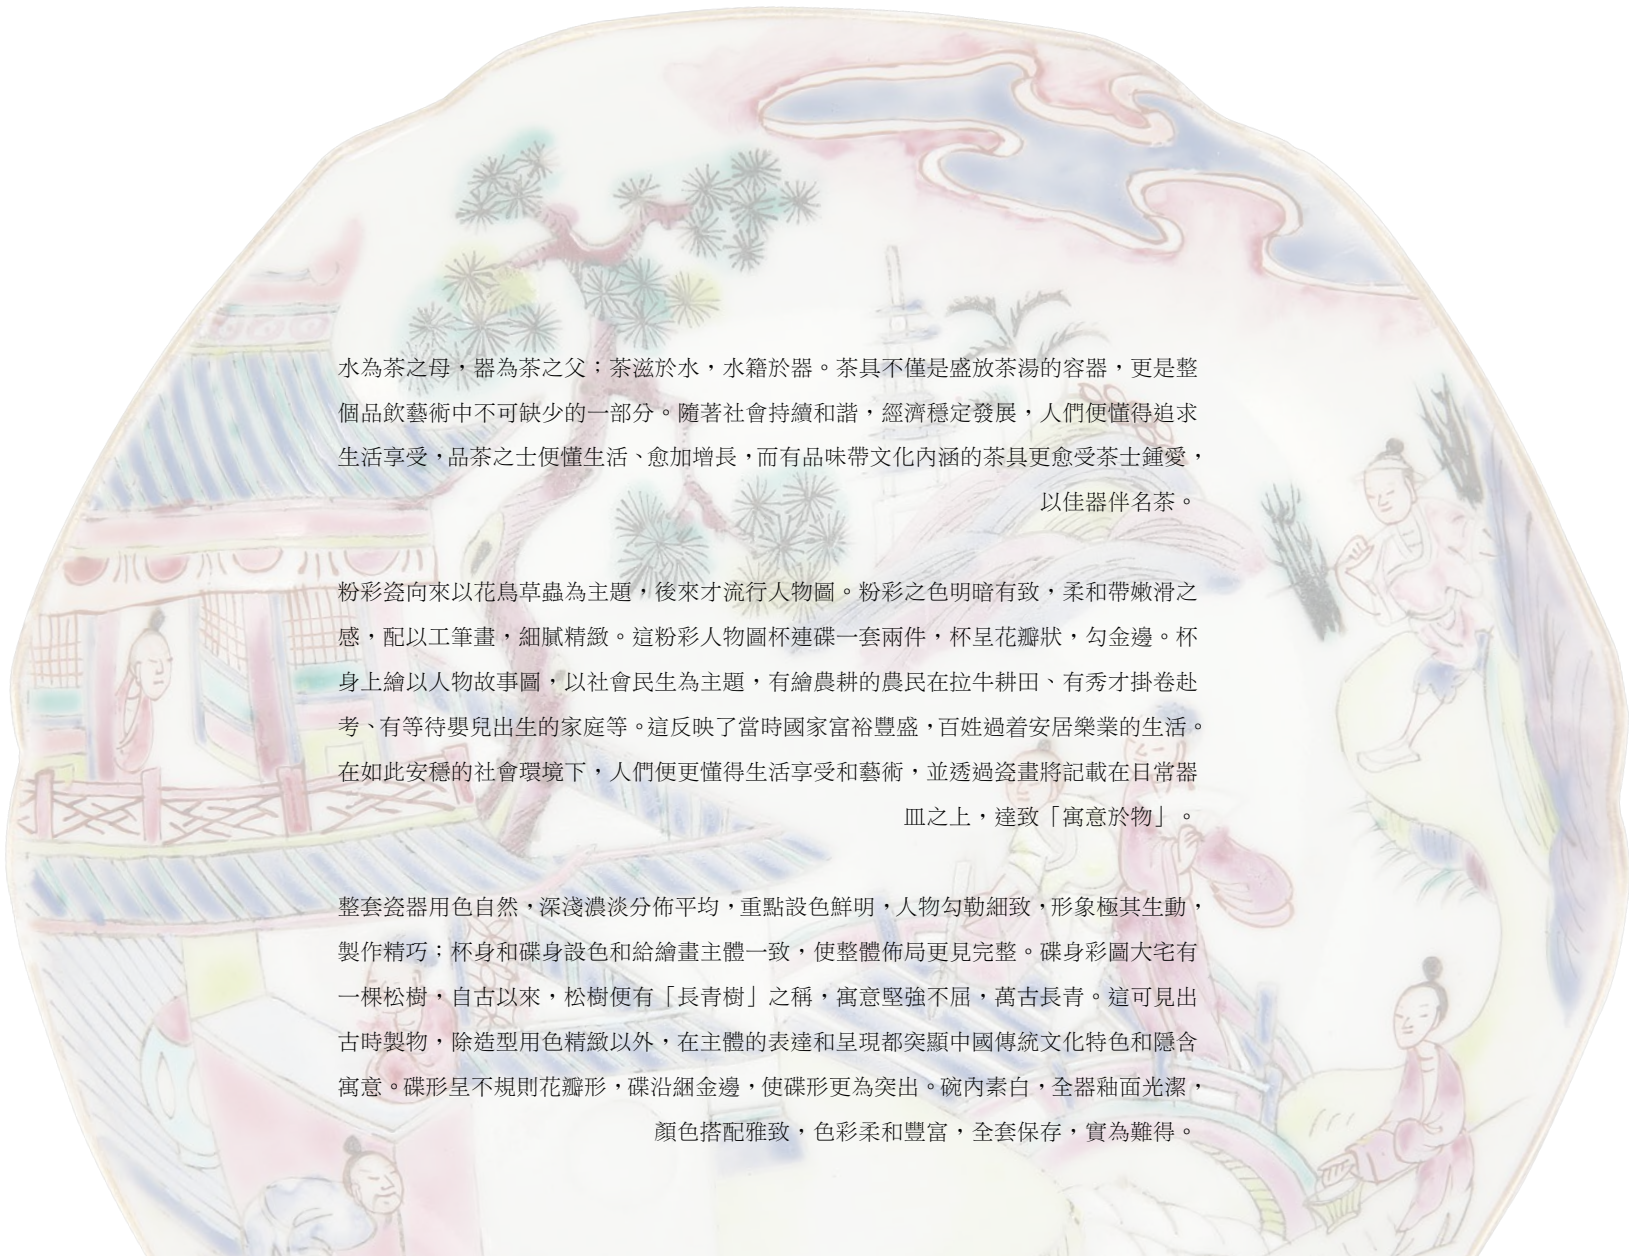 水為茶之母，器為茶之父；茶滋於水，水籍於器。茶具不僅是盛放茶湯的容器，更是整
個品飲藝術中不可缺少的一部分。隨著社會持續和諧，經濟穩定發展，人們便懂得追求
生活享受，品茶之士便懂生活、愈加增長，而有品味帶文化內涵的茶具更愈受茶士鍾愛，
以佳器伴名茶。
粉彩瓷向來以花鳥草蟲為主題，後來才流行人物圖。粉彩之色明暗有致，柔和帶嫩滑之
感，配以工筆畫，細膩精緻。這粉彩人物圖杯連碟一套兩件，杯呈花瓣狀，勾金邊。杯
身上繪以人物故事圖，以社會民生為主題，有繪農耕的農民在拉牛耕田、有秀才掛卷赴
考、有等待嬰兒出生的家庭等。這反映了當時國家富裕豐盛，百姓過着安居樂業的生活。
在如此安穩的社會環境下，人們便更懂得生活享受和藝術，並透過瓷畫將記載在日常器
皿之上，達致「寓意於物」。
整套瓷器用色自然，深淺濃淡分佈平均，重點設色鮮明，人物勾勒細致，形象極其生動，
製作精巧；杯身和碟身設色和給繪畫主體一致，使整體佈局更見完整。碟身彩圖大宅有
一棵松樹，自古以來，松樹便有「長青樹」之稱，寓意堅強不屈，萬古長青。這可見出
古時製物，除造型用色精緻以外，在主體的表達和呈現都突顯中國傳統文化特色和隱含
寓意。碟形呈不規則花瓣形，碟沿綑金邊，使碟形更為突出。碗內素白，全器釉面光潔，
顏色搭配雅致，色彩柔和豐富，全套保存，實為難得。